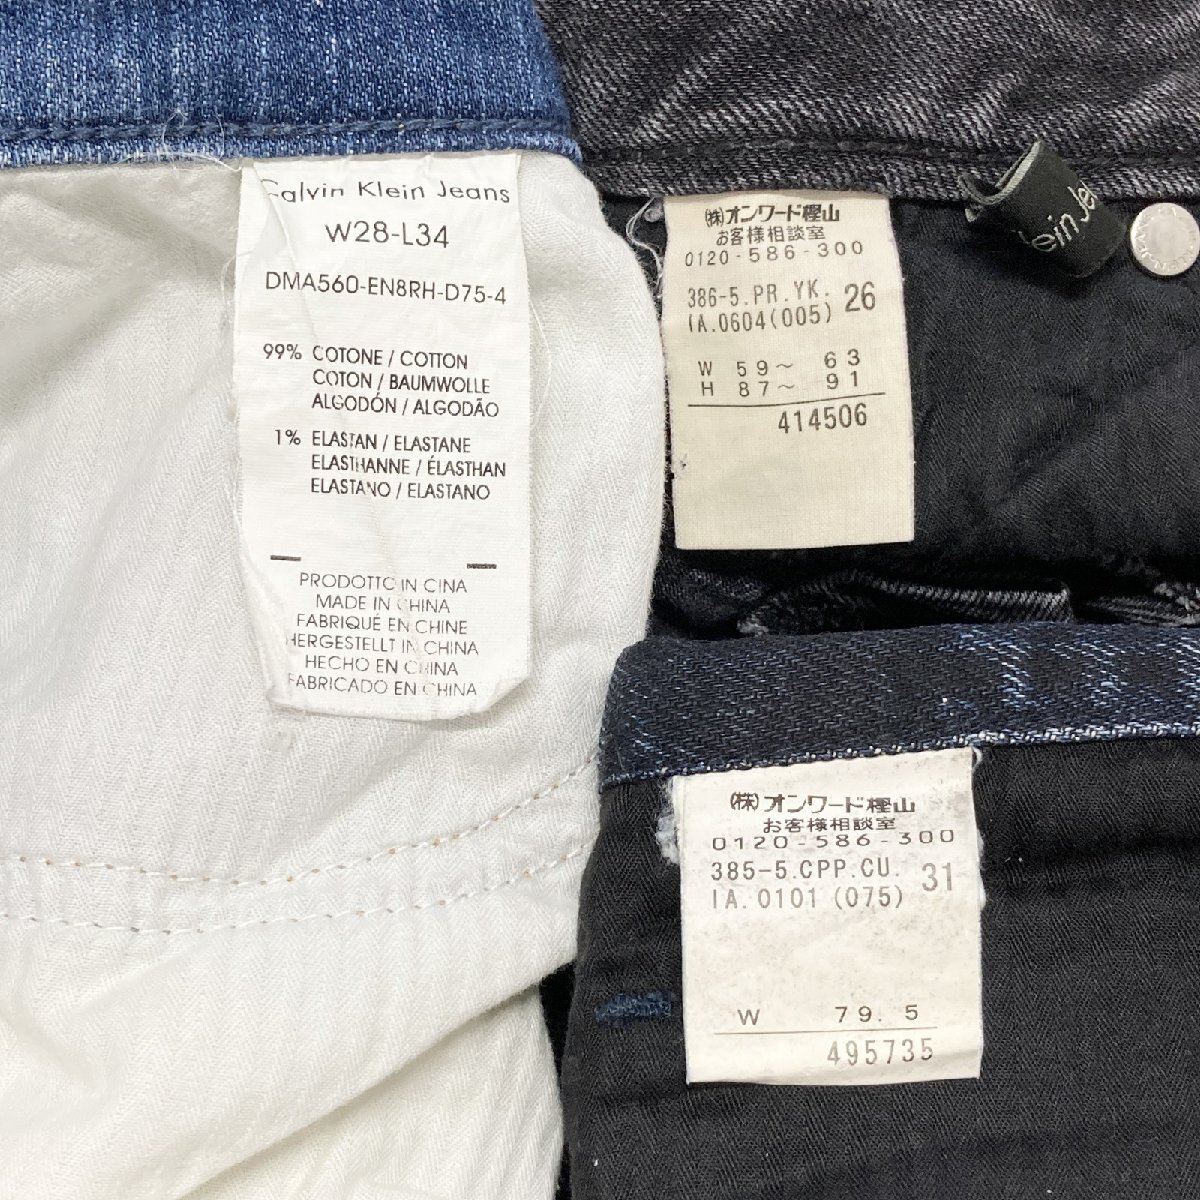 Calvin Klein Jeans
W28-L34
DMA560-EN8RH-D75-4
99% COTONE / COTTON
COTON / BAUMWOLLE
ALGODÓN / ALGODÃO
1% ELASTAN / ELASTANE
ELASTHANNE / ÉLASTHAN
ELASTANO / ELASTANO
PRODOTTO IN CINA
MADE IN CHINA
FABRIQUÉ EN CHINE
HERGESTELLT IN CHINA
HECHO EN CHINA
FABRICADO EN CHINA
㈱オンワード樫山
お客様相談室
0120-586-300
386-5.PR.YK. 26
IA.0604(005)
W 59~ 63
H 87~ 91
414506
Klein Jea
㈱オンワード樫山
お客様相談室
0120-586-300
385-5.CPP.CU. 31
IA.0101(075)
W 79.5
495735